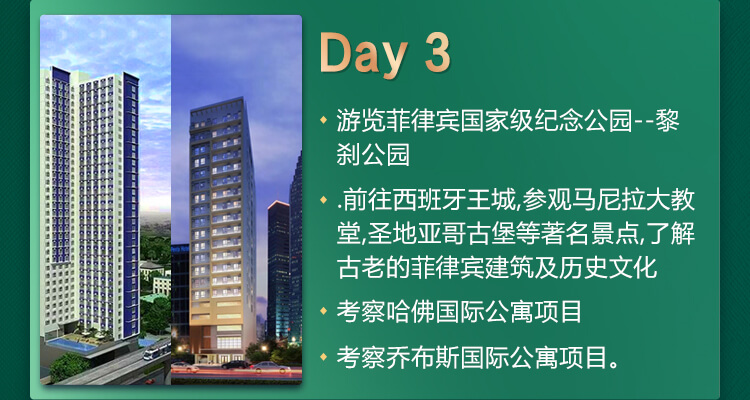 Day 3
游览菲律宾国家级纪念公园--黎
刹公园
.前往西班牙王城,参观马尼拉大教
堂,圣地亚哥古堡等著名景点,了解
古老的菲律宾建筑及历史文化
考察哈佛国际公寓项目
考察乔布斯国际公寓项目。